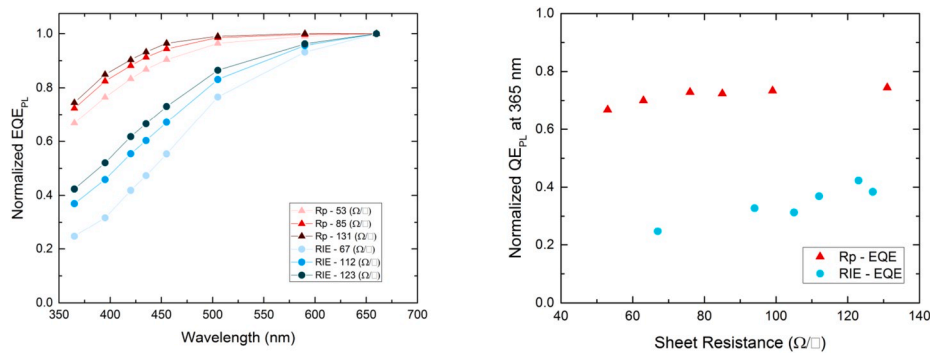 Normalized EQE_PL
1.0
0.8
0.6
0.4
0.2
0.0
Rp - 53 (Ω/□)
Rp - 85 (Ω/□)
Rp - 131 (Ω/□)
RIE - 67 (Ω/□)
RIE - 112 (Ω/□)
RIE - 123 (Ω/□)
350 400 450 500 550 600 650 700
Wavelength (nm)
Normalized QE_PL at 365 nm
1.0
0.8
0.6
0.4
0.2
0.0
Rp - EQE
RIE - EQE
40 60 80 100 120 140
Sheet Resistance (Ω/□)